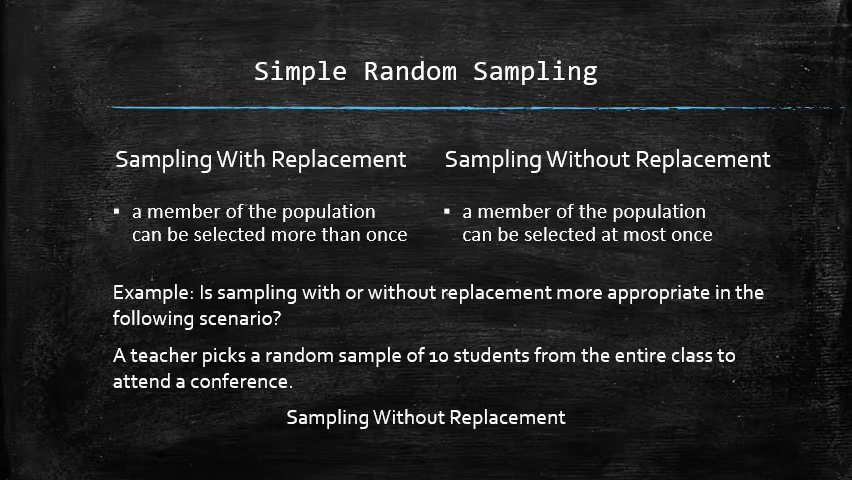 Simple Random Sampling
Sampling With Replacement
▪ a member of the population
can be selected more than once
Sampling Without Replacement
▪ a member of the population
can be selected at most once
Example: Is sampling with or without replacement more appropriate in the
following scenario?
A teacher picks a random sample of 10 students from the entire class to
attend a conference.
Sampling Without Replacement